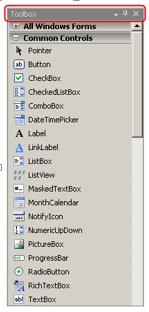 Toolbox
All Windows Forms
Common Controls
Pointer
Button
CheckBox
CheckedListBox
ComboBox
DateTimePicker
A Label
A LinkLabel
ListBox
ListView
MaskedTextBox
MonthCalendar
NotifyIcon
NumericUpDown
PictureBox
ProgressBar
RadioButton
RichTextBox
TextBox